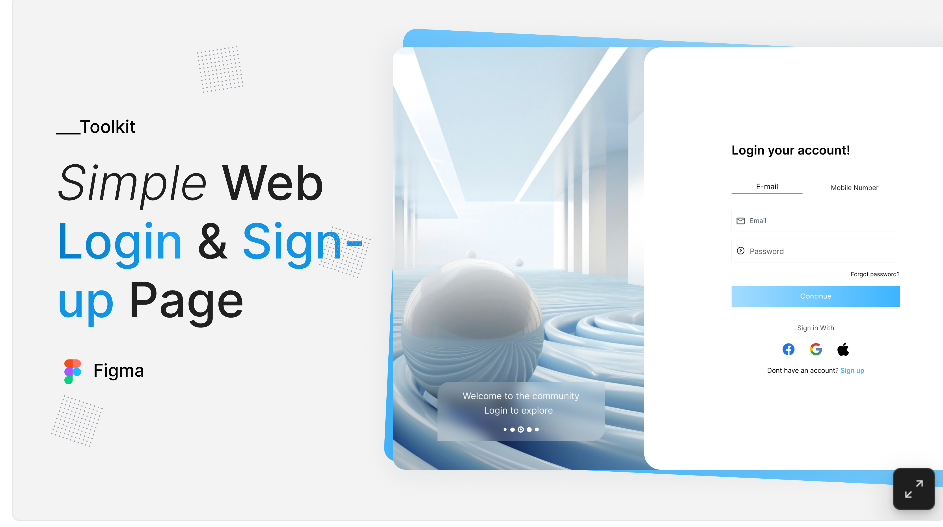 __Toolkit
Simple Web
Login & Sign-
up Page
Figma
Welcome to the community
Login to explore
Login your account!
E-mail
Mobile Number
Email
Password
Forgot password?
Continue
Sign in With
Dont have an account? Sign up